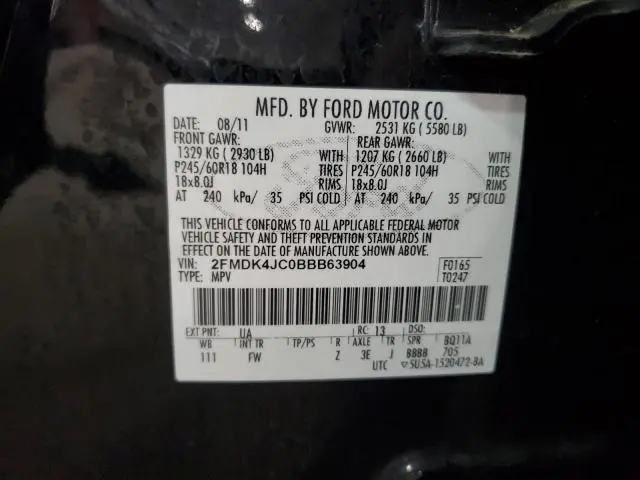 MFD. BY FORD MOTOR CO.
DATE: 08/11 GVWR: 2531 KG ( 5580 LB)
FRONT GAWR: REAR GAWR:
1329 KG ( 2930 LB) WITH 1207 KG ( 2660 LB) WITH
P245/60R18 104H TIRES P245/60R18 104H TIRES
18x8.0J RIMS 18x8.0J RIMS
AT 240 kPa/ 35 PSI COLD AT 240 kPa/ 35 PSI COLD
THIS VEHICLE CONFORMS TO ALL APPLICABLE FEDERAL MOTOR
VEHICLE SAFETY AND THEFT PREVENTION STANDARDS IN
EFFECT ON THE DATE OF MANUFACTURE SHOWN ABOVE.
VIN: 2FMDK4JC0BBB63904 F0165
TYPE: MPV T0247
EXT PNT: UA RC: 13 DSO:
WB INT TR TP/PS R AXLE TR SPR BQ11A
111 FW Z 3E J BBBB 705
UTC 5U5A-1520472-BA